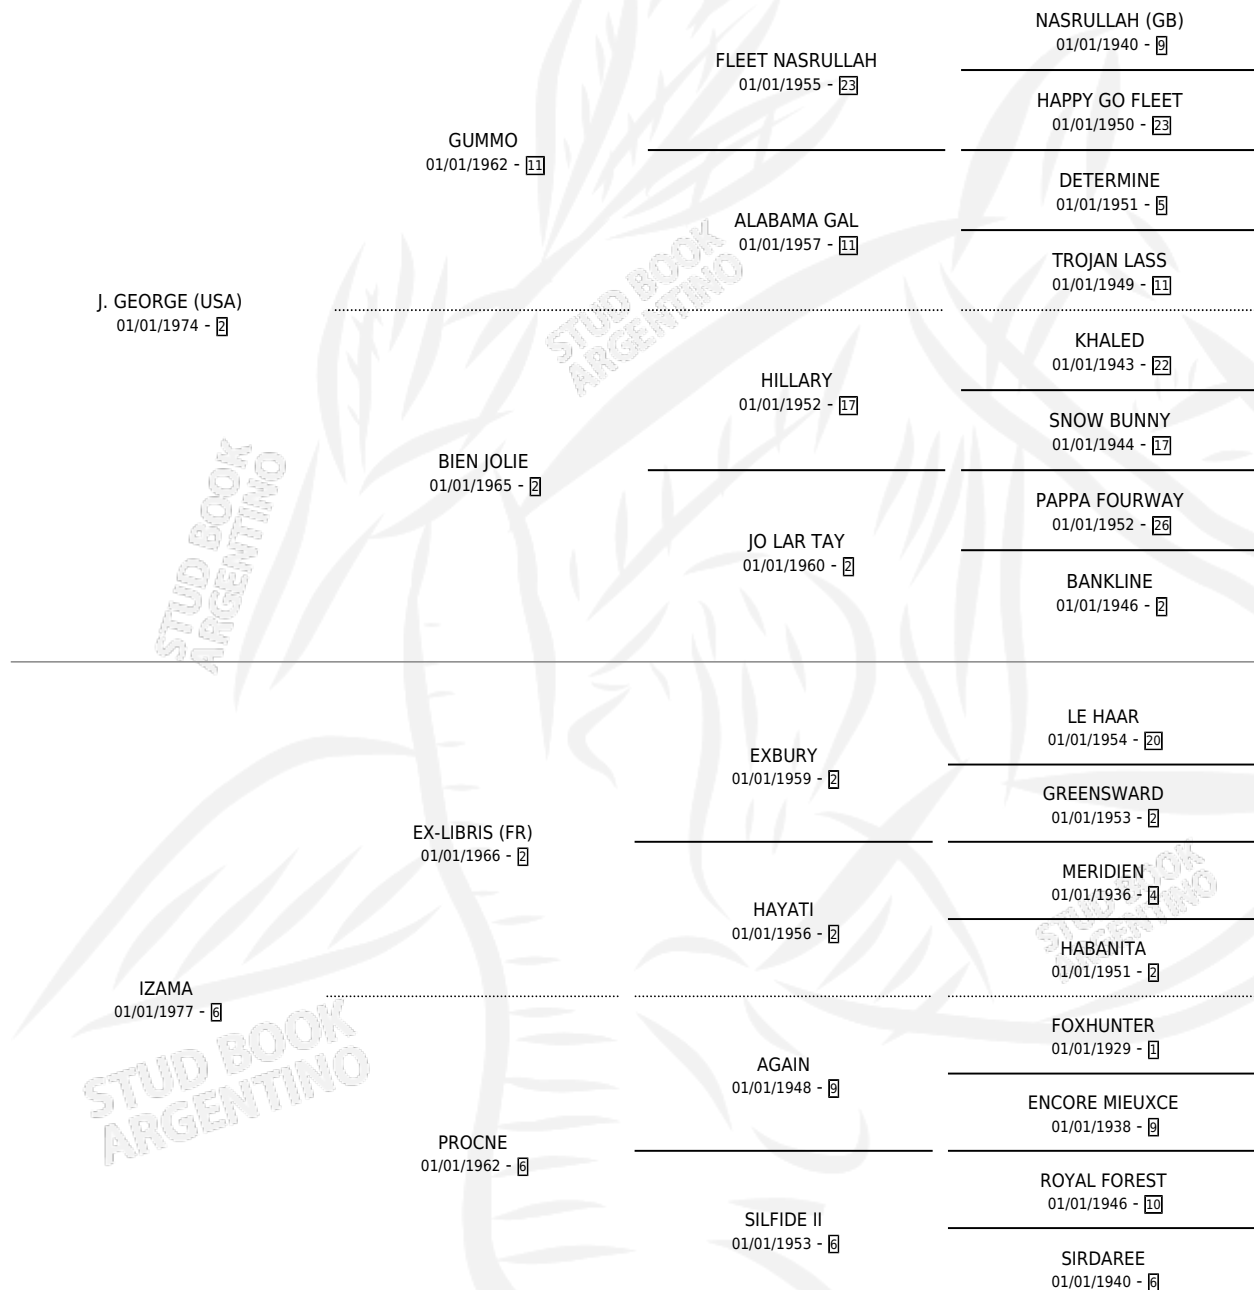 NASRULLAH (GB)
01/01/1940 - 9
FLEET NASRULLAH
01/01/1955 - 23
HAPPY GO FLEET
01/01/1950 - 23
GUMMO
01/01/1962 - 11
DETERMINE
01/01/1951 - 5
ALABAMA GAL
01/01/1957 - 11
TROJAN LASS
01/01/1949 - 11
J. GEORGE (USA)
01/01/1974 - 2
KHALED
01/01/1943 - 22
HILLARY
01/01/1952 - 17
SNOW BUNNY
01/01/1944 - 17
BIEN JOLIE
01/01/1965 - 2
PAPPA FOURWAY
01/01/1952 - 26
JO LAR TAY
01/01/1960 - 2
BANKLINE
01/01/1946 - 2
LE HAAR
01/01/1954 - 20
EXBURY
01/01/1959 - 2
GREENSWARD
01/01/1953 - 2
EX-LIBRIS (FR)
01/01/1966 - 2
MERIDIEN
01/01/1936 - 4
HAYATI
01/01/1956 - 2
HABANITA
01/01/1951 - 2
IZAMA
01/01/1977 - 6
FOXHUNTER
01/01/1929 - 1
AGAIN
01/01/1948 - 9
ENCORE MIEUXCE
01/01/1938 - 9
PROCNE
01/01/1962 - 6
ROYAL FOREST
01/01/1946 - 10
SILFIDE II
01/01/1953 - 6
SIRDAREE
01/01/1940 - 6
STUD BOOK
ARGENTINO
STUD BOOK
ARGENTINO
STUD BOOK
ARGENTINO
STUD BOOK
ARGENTINO